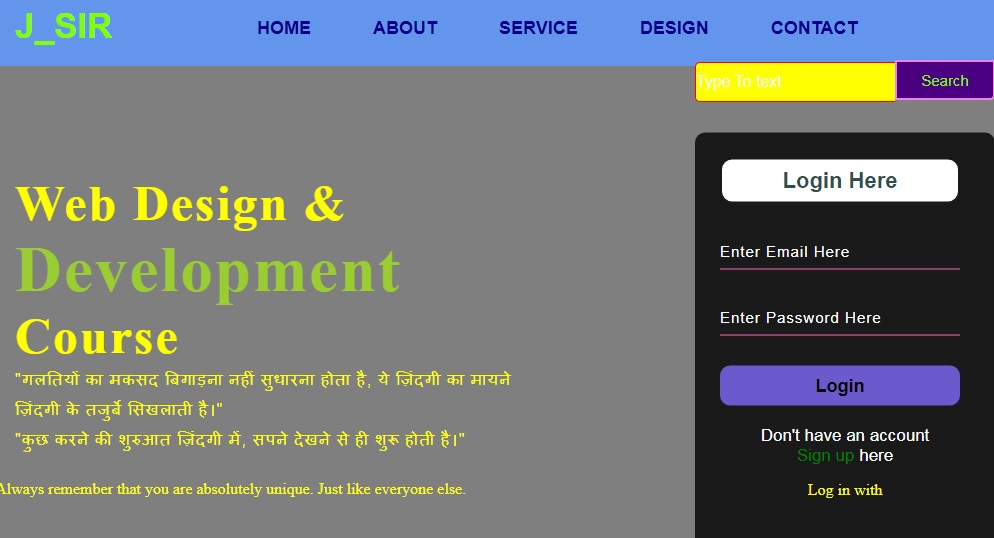 J_SIR
HOME ABOUT SERVICE DESIGN CONTACT
Type To text Search
Web Design &
Development
Course
"गलतियों का मकसद बिगाड़ना नहीं सुधारना होता है, ये ज़िंदगी का मायने
ज़िंदगी के तजुर्बे सिखलाती है।"
"कुछ करने की शुरुआत ज़िंदगी में, सपने देखने से ही शुरू होती है।"
Always remember that you are absolutely unique. Just like everyone else.
Login Here
Enter Email Here
Enter Password Here
Login
Don't have an account
Sign up here
Log in with